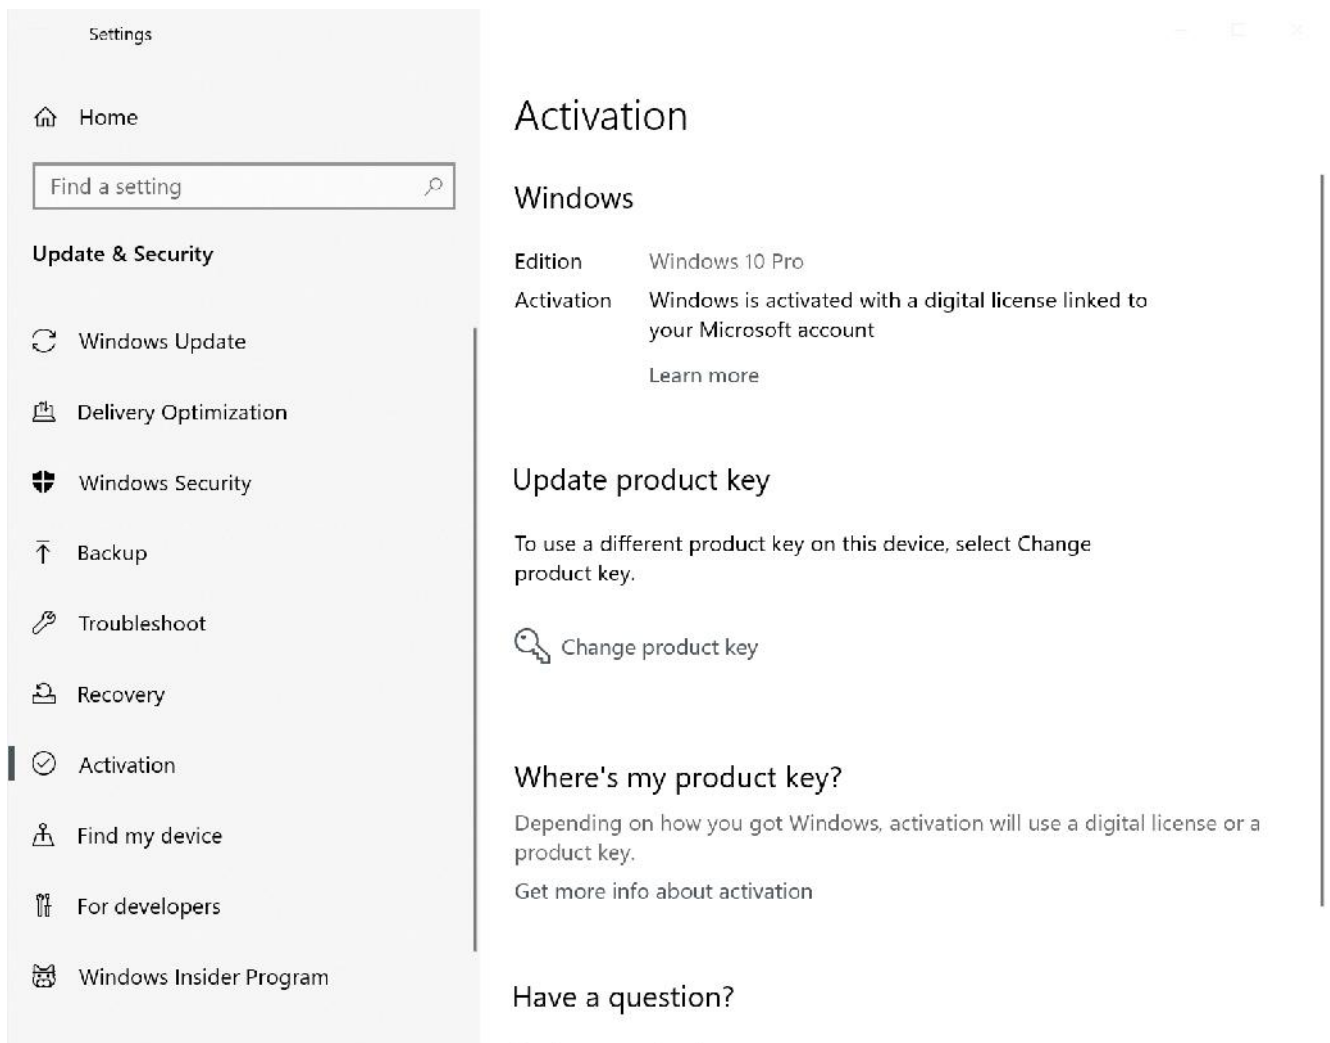 Settings
Home
Find a setting
Update & Security
Windows Update
Delivery Optimization
Windows Security
Backup
Troubleshoot
Recovery
Activation
Find my device
For developers
Windows Insider Program
Activation
Windows
Edition Windows 10 Pro
Activation Windows is activated with a digital license linked to
your Microsoft account
Learn more
Update product key
To use a different product key on this device, select Change
product key.
Change product key
Where's my product key?
Depending on how you got Windows, activation will use a digital license or a
product key.
Get more info about activation
Have a question?